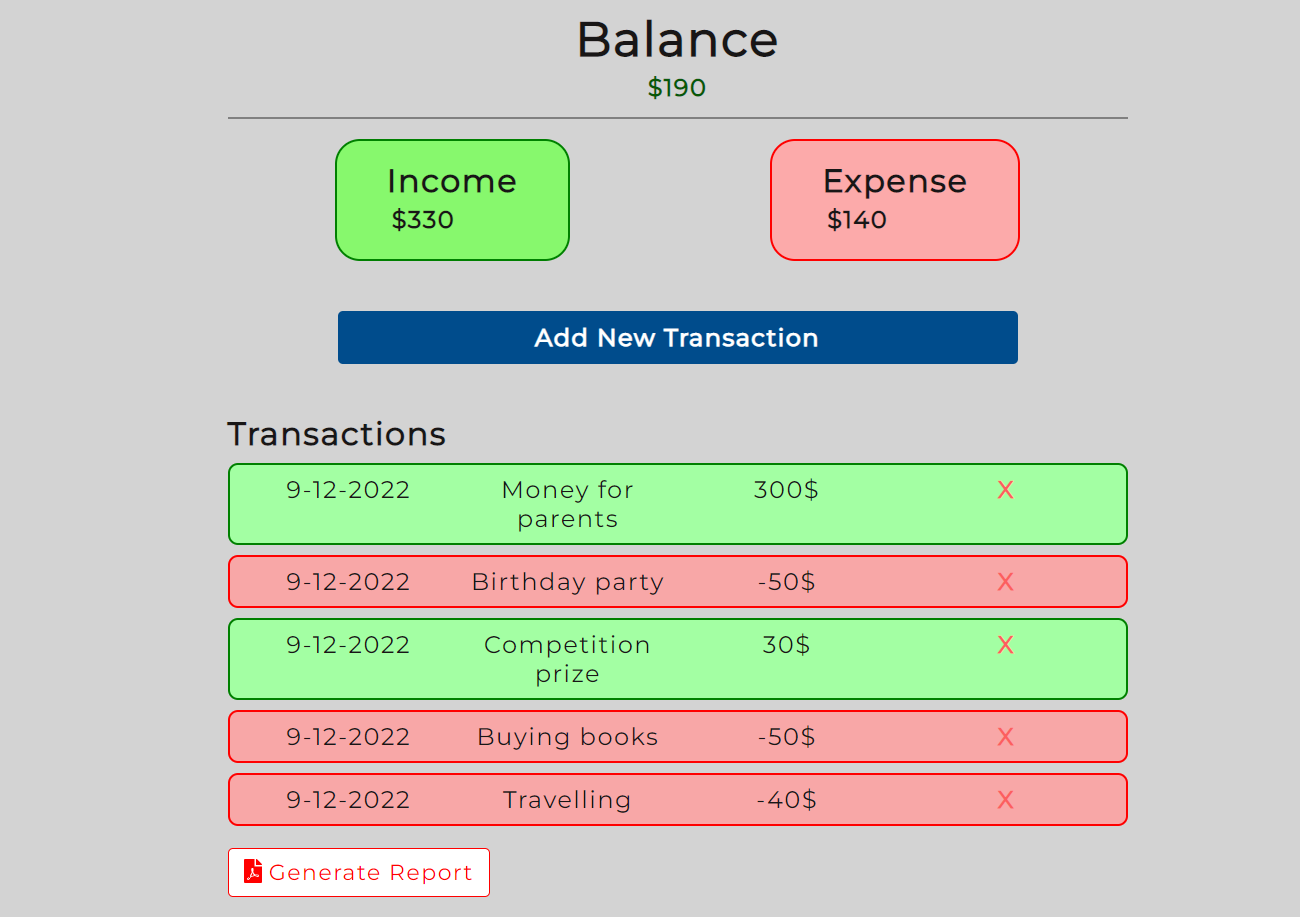 Balance
$190
Income
$330
Expense
$140
Add New Transaction
Transactions
9-12-2022 Money for 300$ X
parents
9-12-2022 Birthday party -50$ X
9-12-2022 Competition 30$ X
prize
9-12-2022 Buying books -50$ X
9-12-2022 Travelling -40$ X
Generate Report